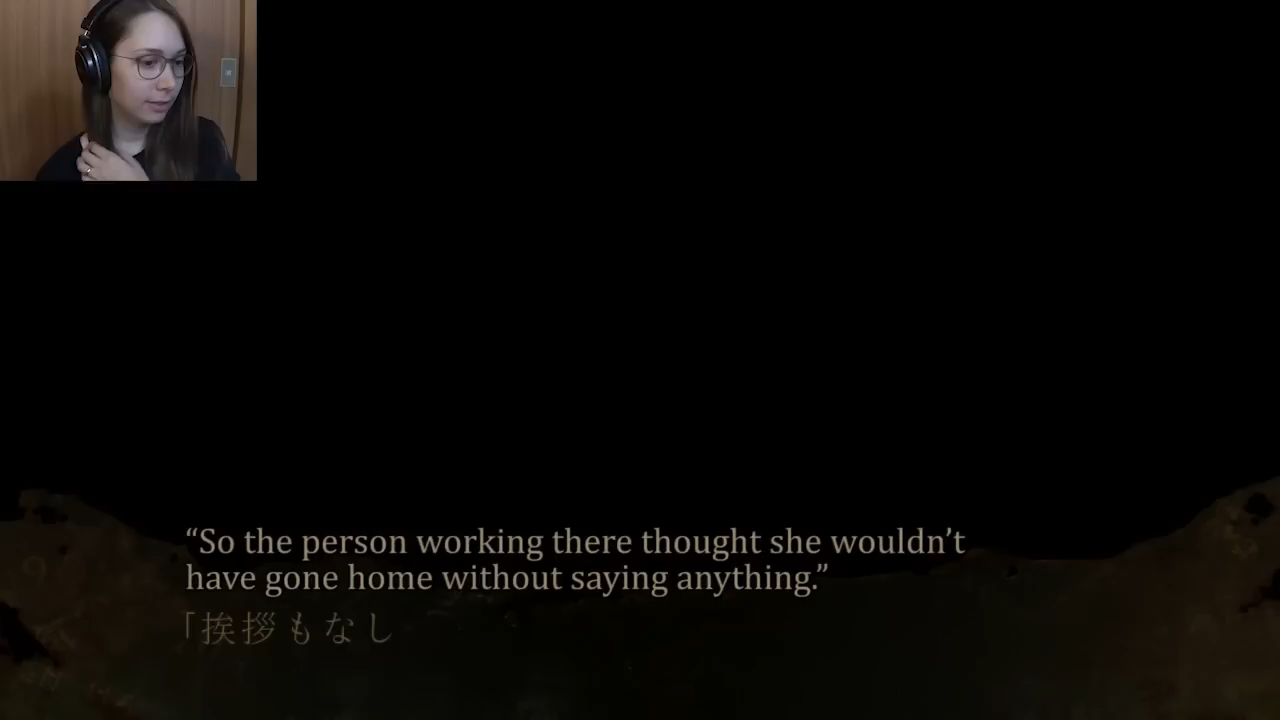 “So the person working there thought she wouldn’t
have gone home without saying anything.”
「挨拶もなし